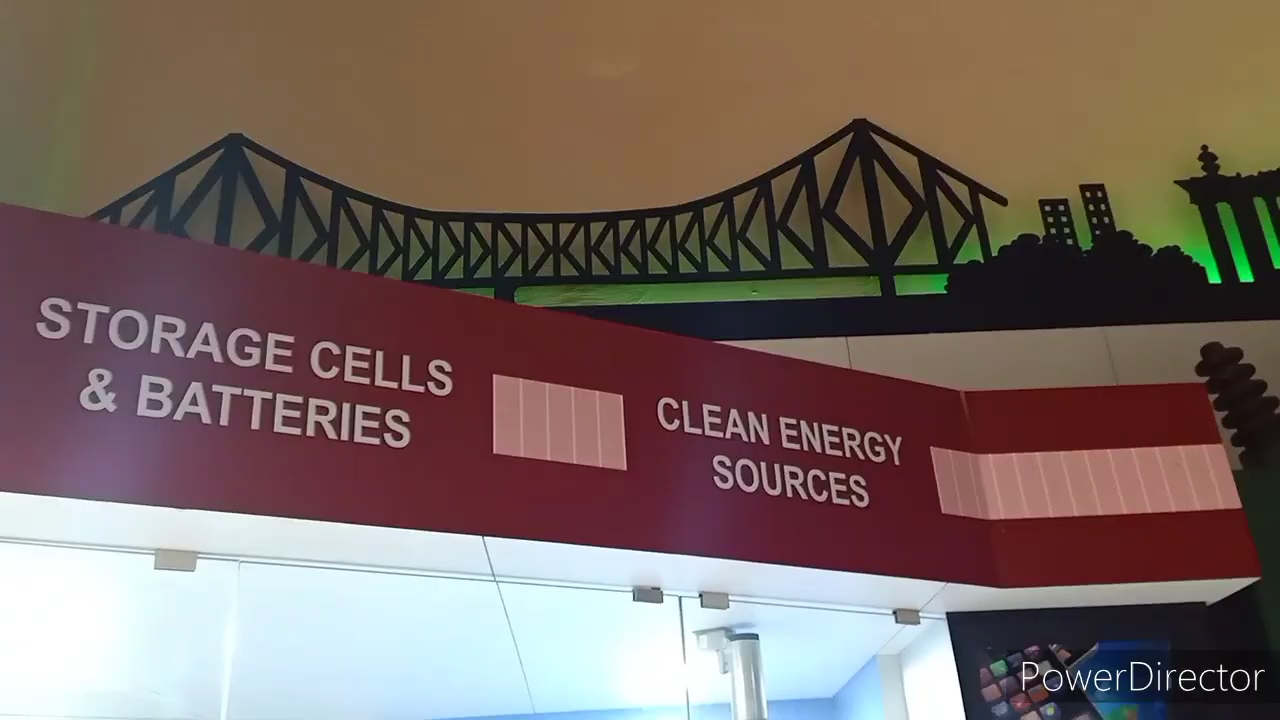 STORAGE CELLS
& BATTERIES
CLEAN ENERGY
SOURCES
PowerDirector